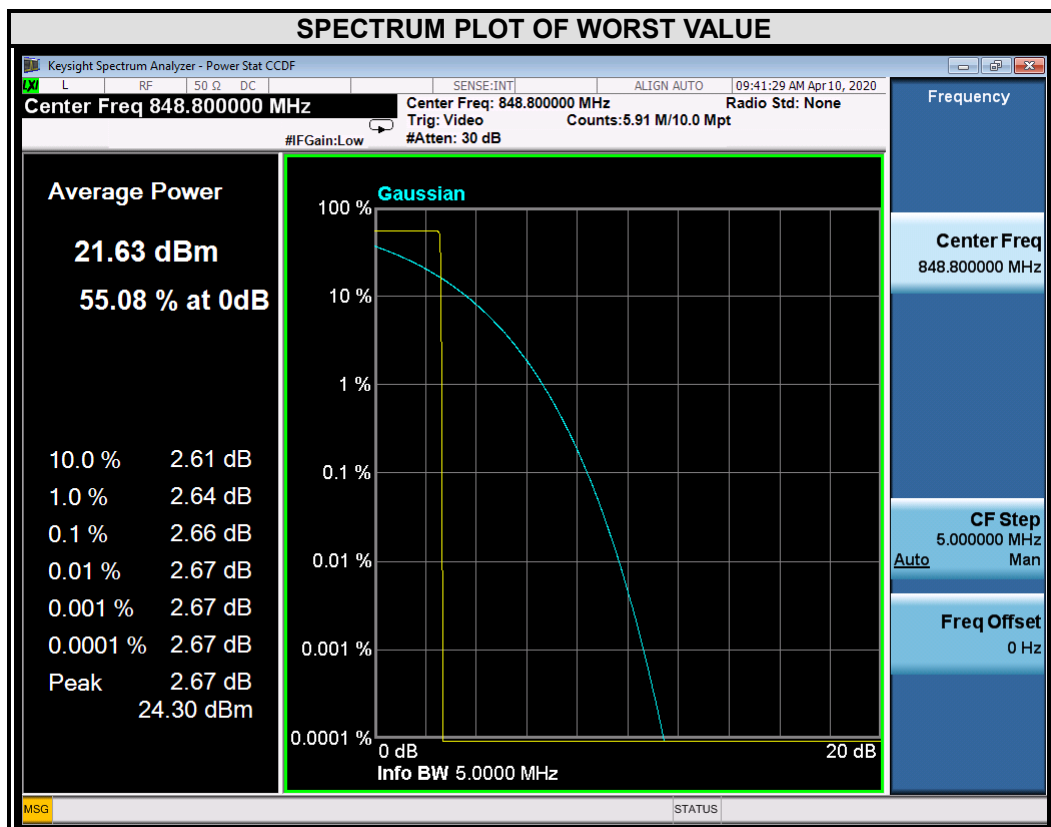 SPECTRUM PLOT OF WORST VALUE
Keysight Spectrum Analyzer - Power Stat CCDF
LXI L RF 50 Ω DC SENSE:INT ALIGN AUTO 09:41:29 AM Apr 10, 2020
Center Freq 848.800000 MHz
#IFGain:Low
Center Freq: 848.800000 MHz Radio Std: None
Trig: Video Counts:5.91 M/10.0 Mpt
#Atten: 30 dB
Average Power
21.63 dBm
55.08 % at 0dB
10.0 % 2.61 dB
1.0 % 2.64 dB
0.1 % 2.66 dB
0.01 % 2.67 dB
0.001 % 2.67 dB
0.0001 % 2.67 dB
Peak 2.67 dB
24.30 dBm
Gaussian
100 %
10 %
1 %
0.1 %
0.01 %
0.001 %
0.0001 %
0 dB 20 dB
Info BW 5.0000 MHz
Frequency
Center Freq
848.800000 MHz
CF Step
5.000000 MHz
Auto Man
Freq Offset
0 Hz
MSG STATUS